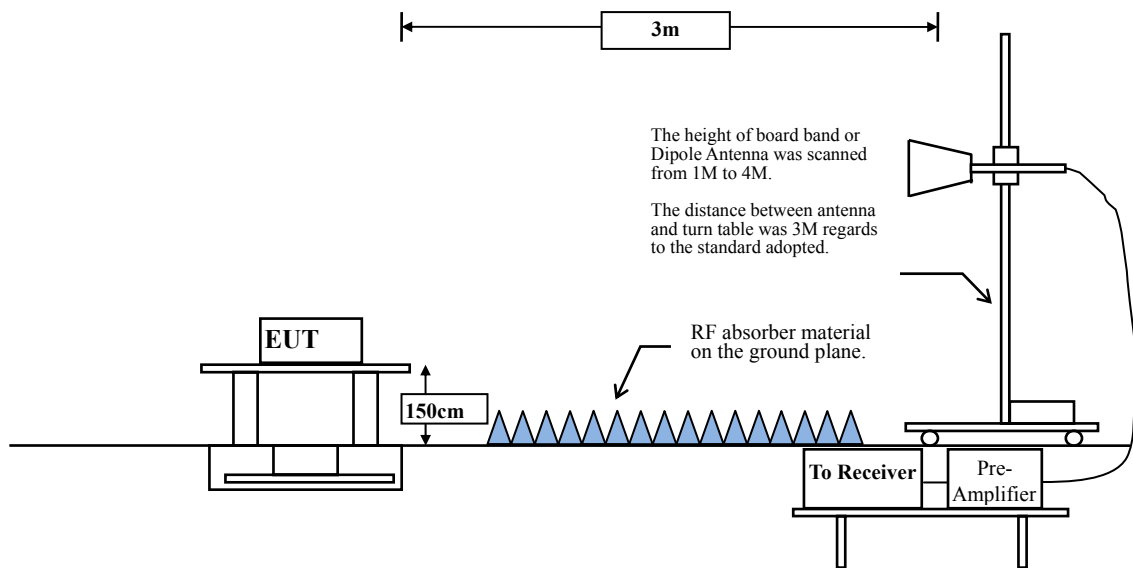 3m
The height of board band or
Dipole Antenna was scanned
from 1M to 4M.
The distance between antenna
and turn table was 3M regards
to the standard adopted.
EUT
RF absorber material
on the ground plane.
150cm
To Receiver
Pre-
Amplifier